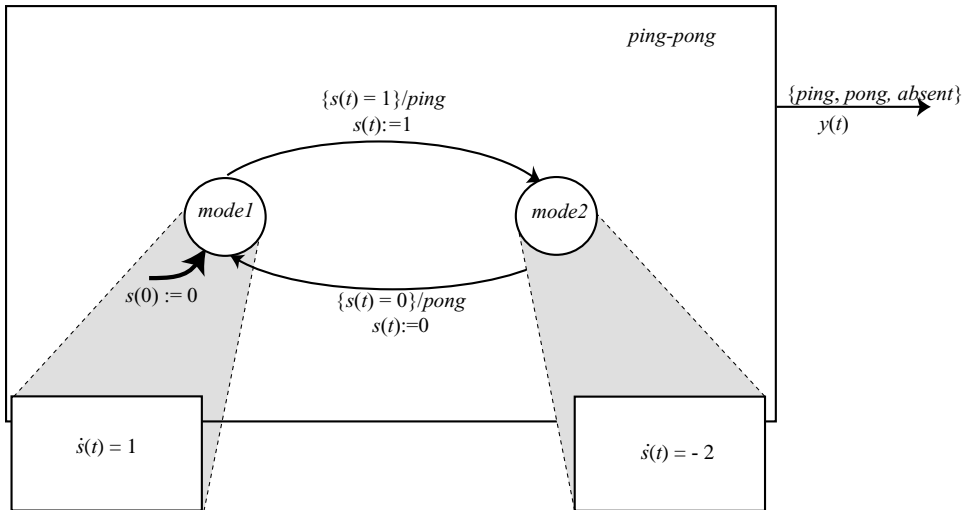 ping-pong
{s(t) = 1}/ping
s(t):=1
{ping, pong, absent}
y(t)
mode1
mode2
s(0) := 0
{s(t) = 0}/pong
s(t):=0
ṡ(t) = 1
ṡ(t) = - 2